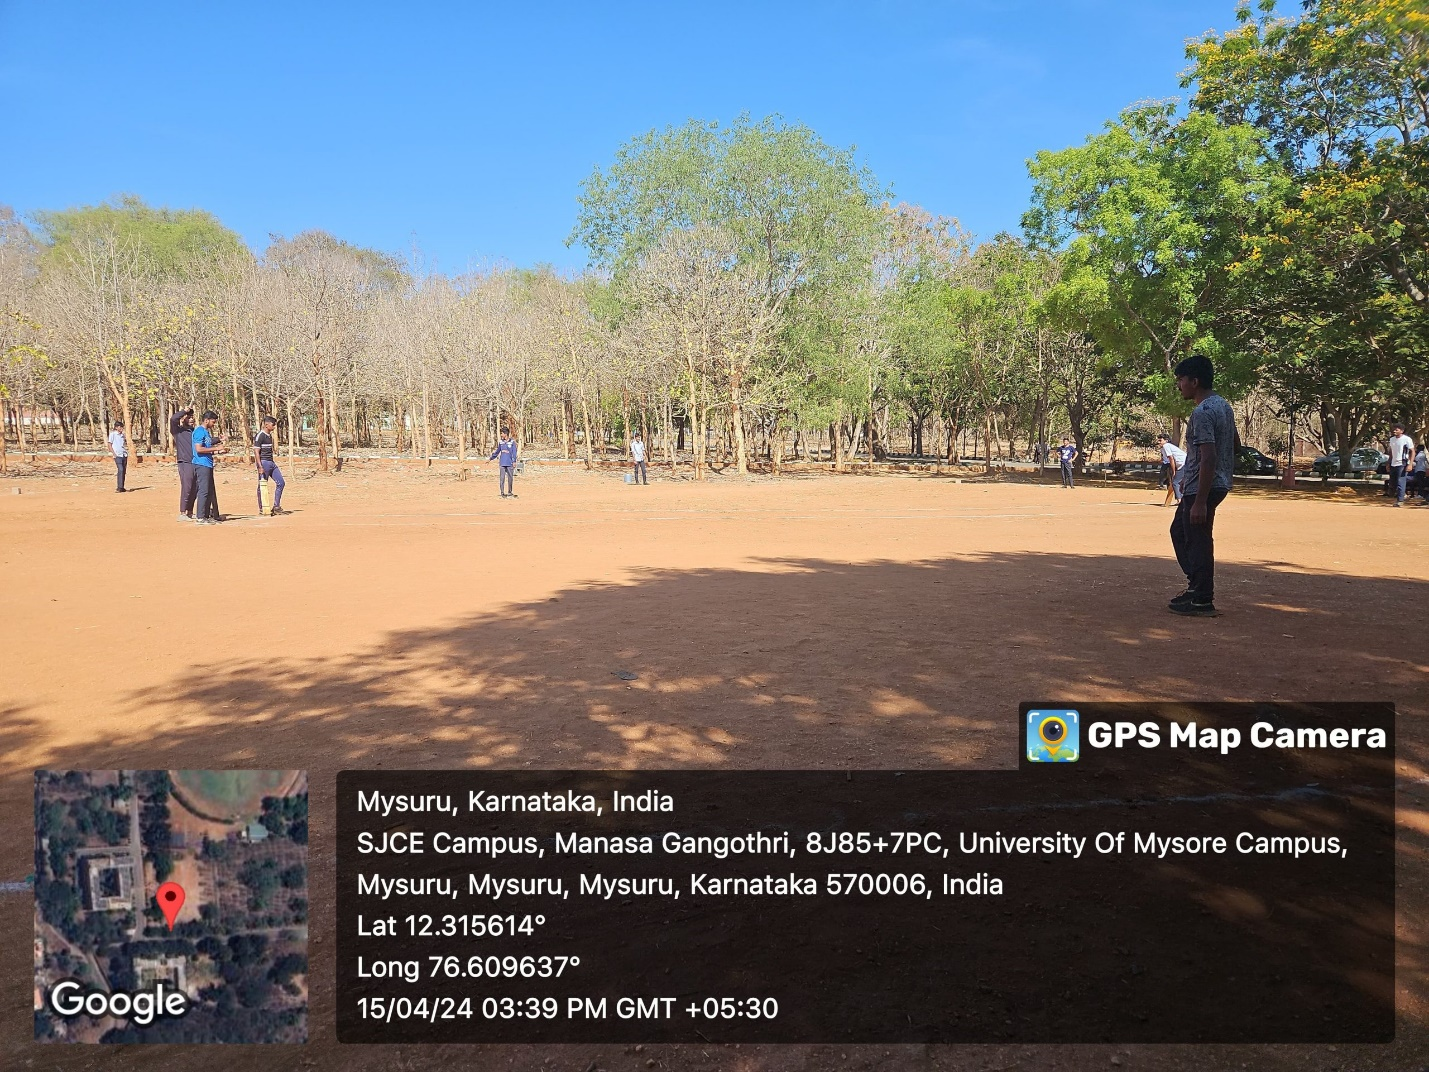 GPS Map Camera
Mysuru, Karnataka, India
SJCE Campus, Manasa Gangothri, 8J85+7PC, University Of Mysore Campus,
Mysuru, Mysuru, Mysuru, Karnataka 570006, India
Lat 12.315614°
Long 76.609637°
15/04/24 03:39 PM GMT +05:30
Google